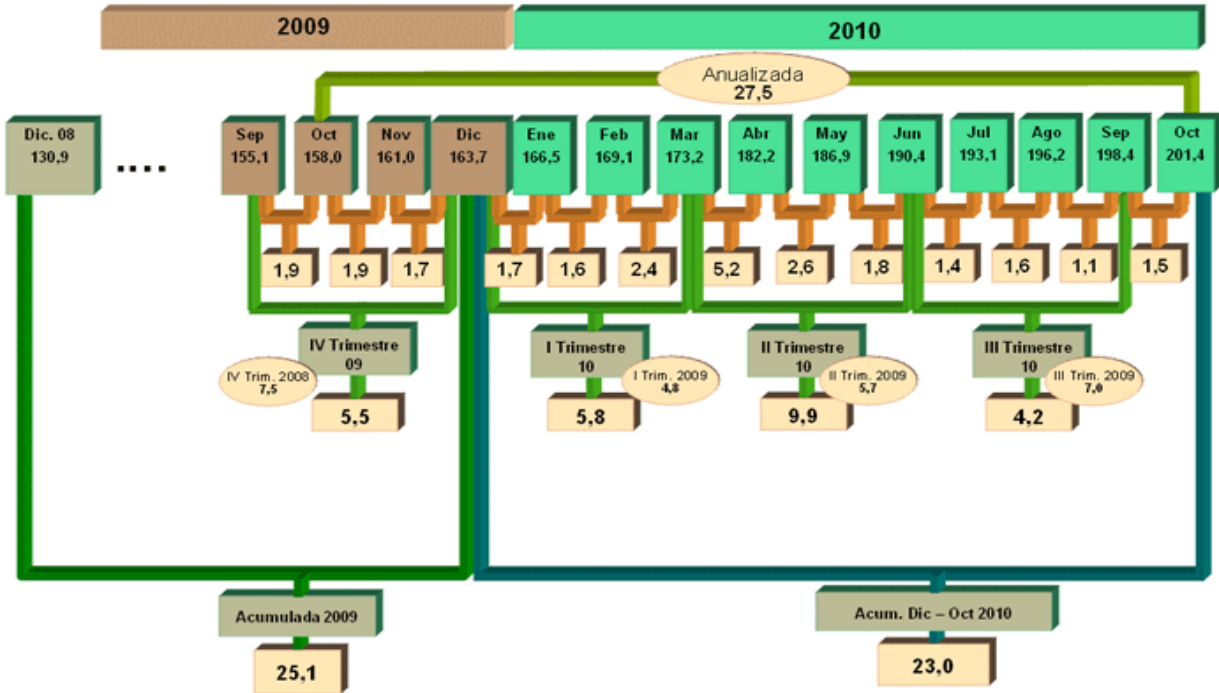 2009
2010
Anualizada
27,5
Dic. 08
130,9
....
Sep
155,1
Oct
158,0
Nov
161,0
Dic
163,7
Ene
166,5
Feb
169,1
Mar
173,2
Abr
182,2
May
186,9
Jun
190,4
Jul
193,1
Ago
196,2
Sep
198,4
Oct
201,4
1,9
1,9
1,7
1,7
1,6
2,4
5,2
2,6
1,8
1,4
1,6
1,1
1,5
IV Trimestre
09
IV Trim. 2008
7,5
5,5
I Trimestre
10
I Trim. 2009
4,8
5,8
II Trimestre
10
II Trim. 2009
5,7
9,9
III Trimestre
10
III Trim. 2009
7,0
4,2
Acumulada 2009
25,1
Acum. Dic – Oct 2010
23,0